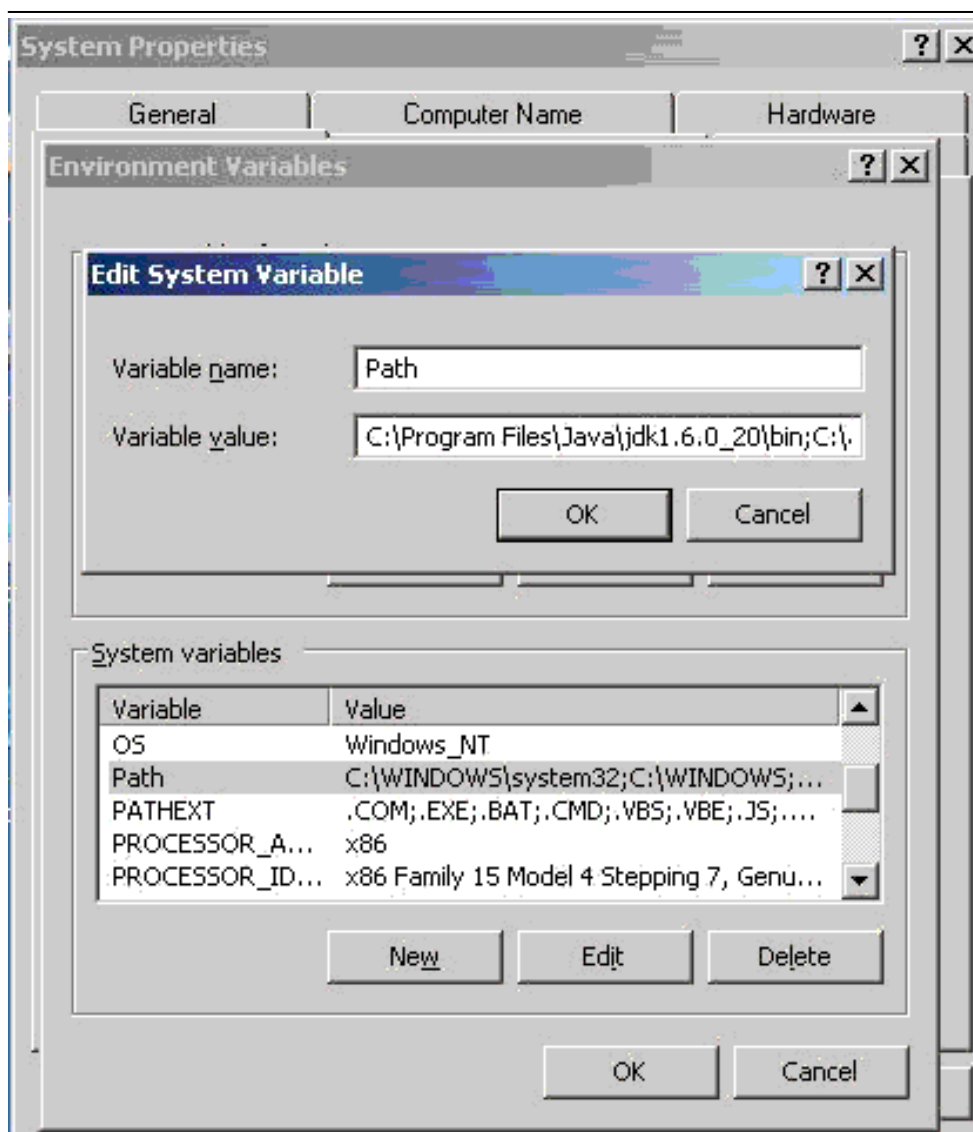 System Properties
General Computer Name Hardware
Environment Variables
Edit System Variable
Variable name: Path
Variable value: C:\Program Files\Java\jdk1.6.0_20\bin;C:\
OK Cancel
System variables
Variable Value
OS Windows_NT
Path C:\WINDOWS\system32;C:\WINDOWS;...
PATHEXT .COM;.EXE;.BAT;.CMD;.VBS;.VBE;.JS;....
PROCESSOR_A... x86
PROCESSOR_ID... x86 Family 15 Model 4 Stepping 7, Genu...
New Edit Delete
OK Cancel